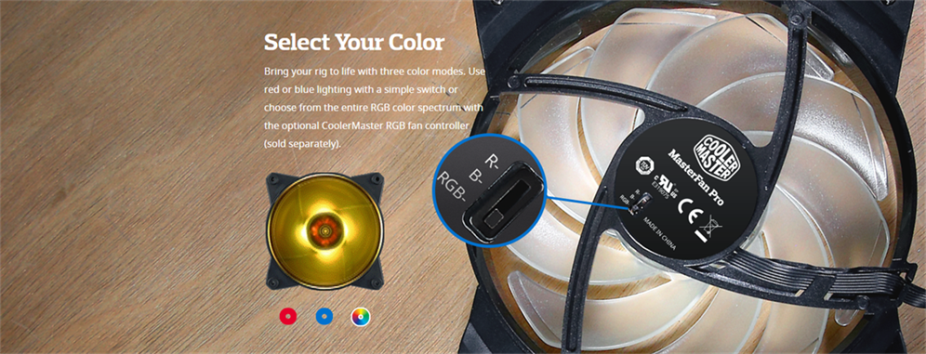 Select Your Color
Bring your rig to life with three color modes. Use
red or blue lighting with a simple switch or
choose from the entire RGB color spectrum with
the optional CoolerMaster RGB fan controller
(sold separately).
R-
B-
RGB-
COOLER
MASTER
MasterFan Pro
MADE IN CHINA